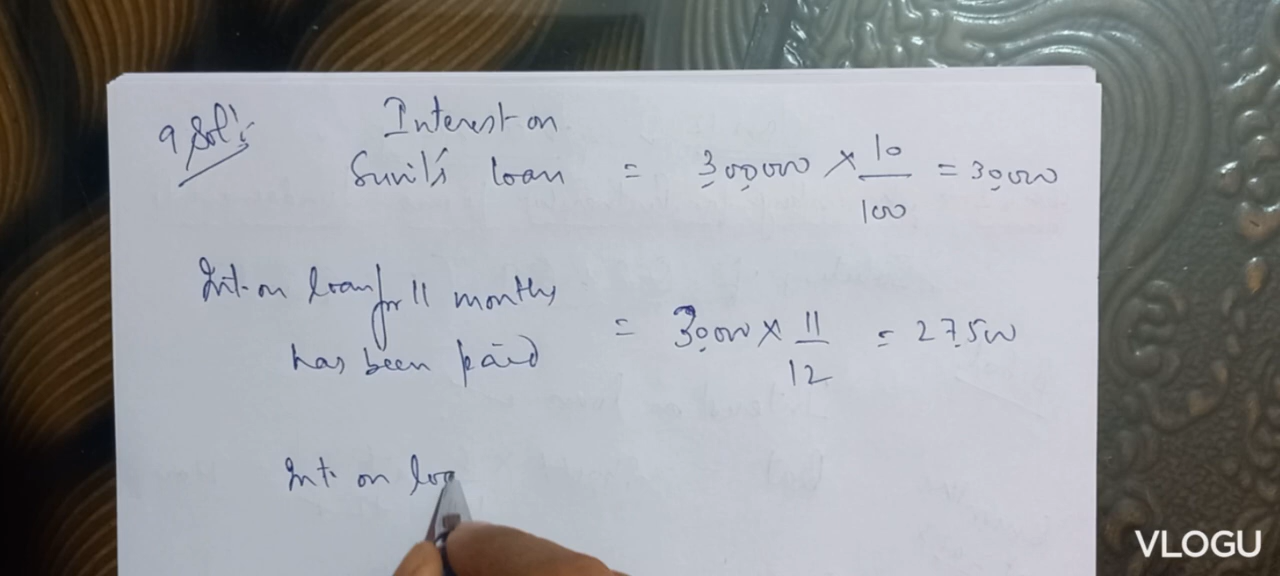 9 Sol":
Interest on
Sunil's loan = 3,00,000 × 10/100 = 30,000
Int. on loan for 11 months
has been paid = 30,000 × 11/12 = 27,500
Int. on loa
VLOGU